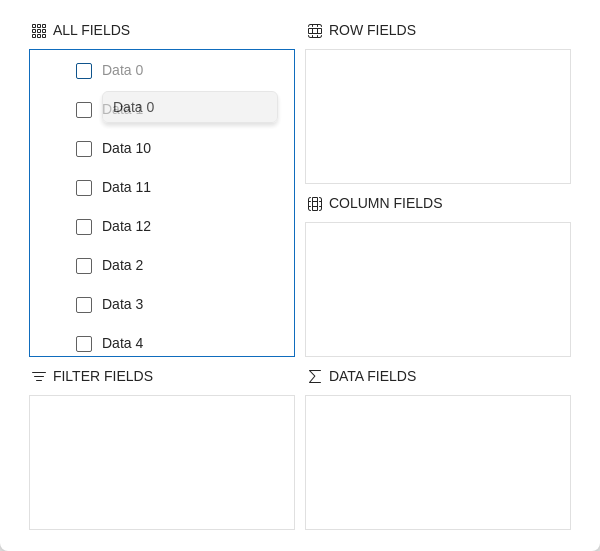 ALL FIELDS
Data 0
Data 1
Data 0
Data 10
Data 11
Data 12
Data 2
Data 3
Data 4
ROW FIELDS
COLUMN FIELDS
FILTER FIELDS
DATA FIELDS